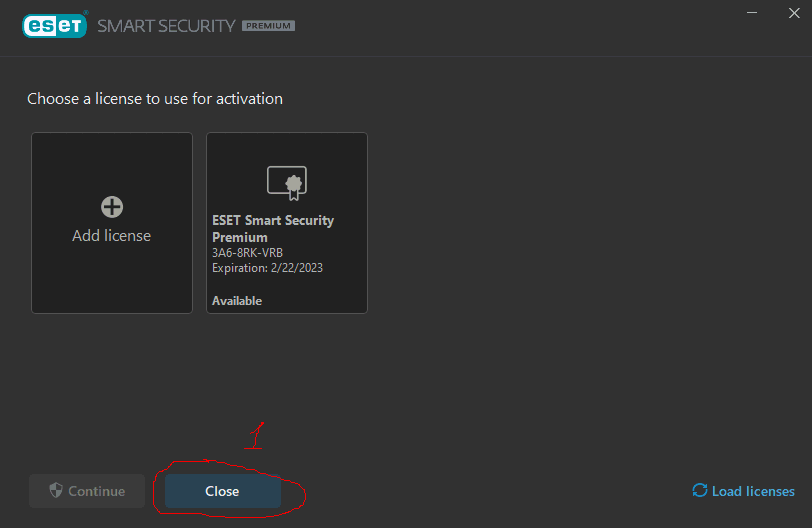 eset® SMART SECURITY PREMIUM
Choose a license to use for activation
Add license
ESET Smart Security
Premium
3A6-8RK-VRB
Expiration: 2/22/2023
Available
1
Continue
Close
Load licenses